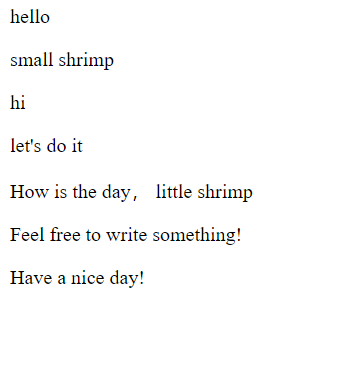 hello
small shrimp
hi
let's do it
How is the day， little shrimp
Feel free to write something!
Have a nice day!